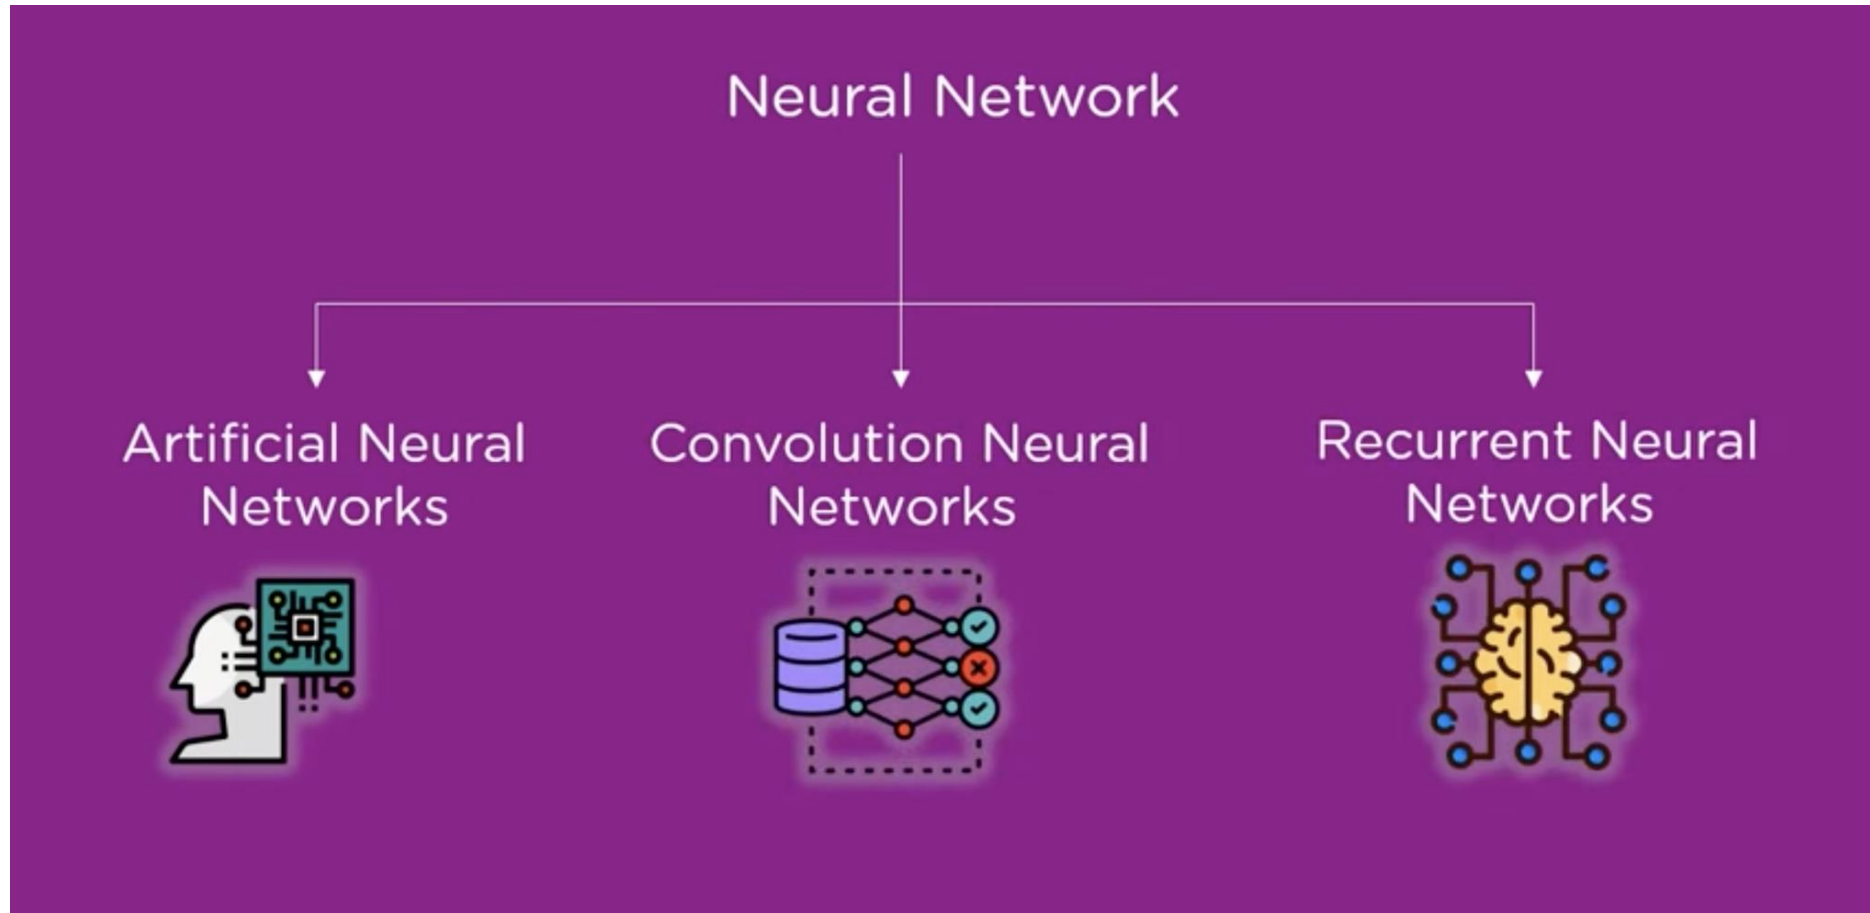 Neural Network
Artificial Neural
Networks
Convolution Neural
Networks
Recurrent Neural
Networks